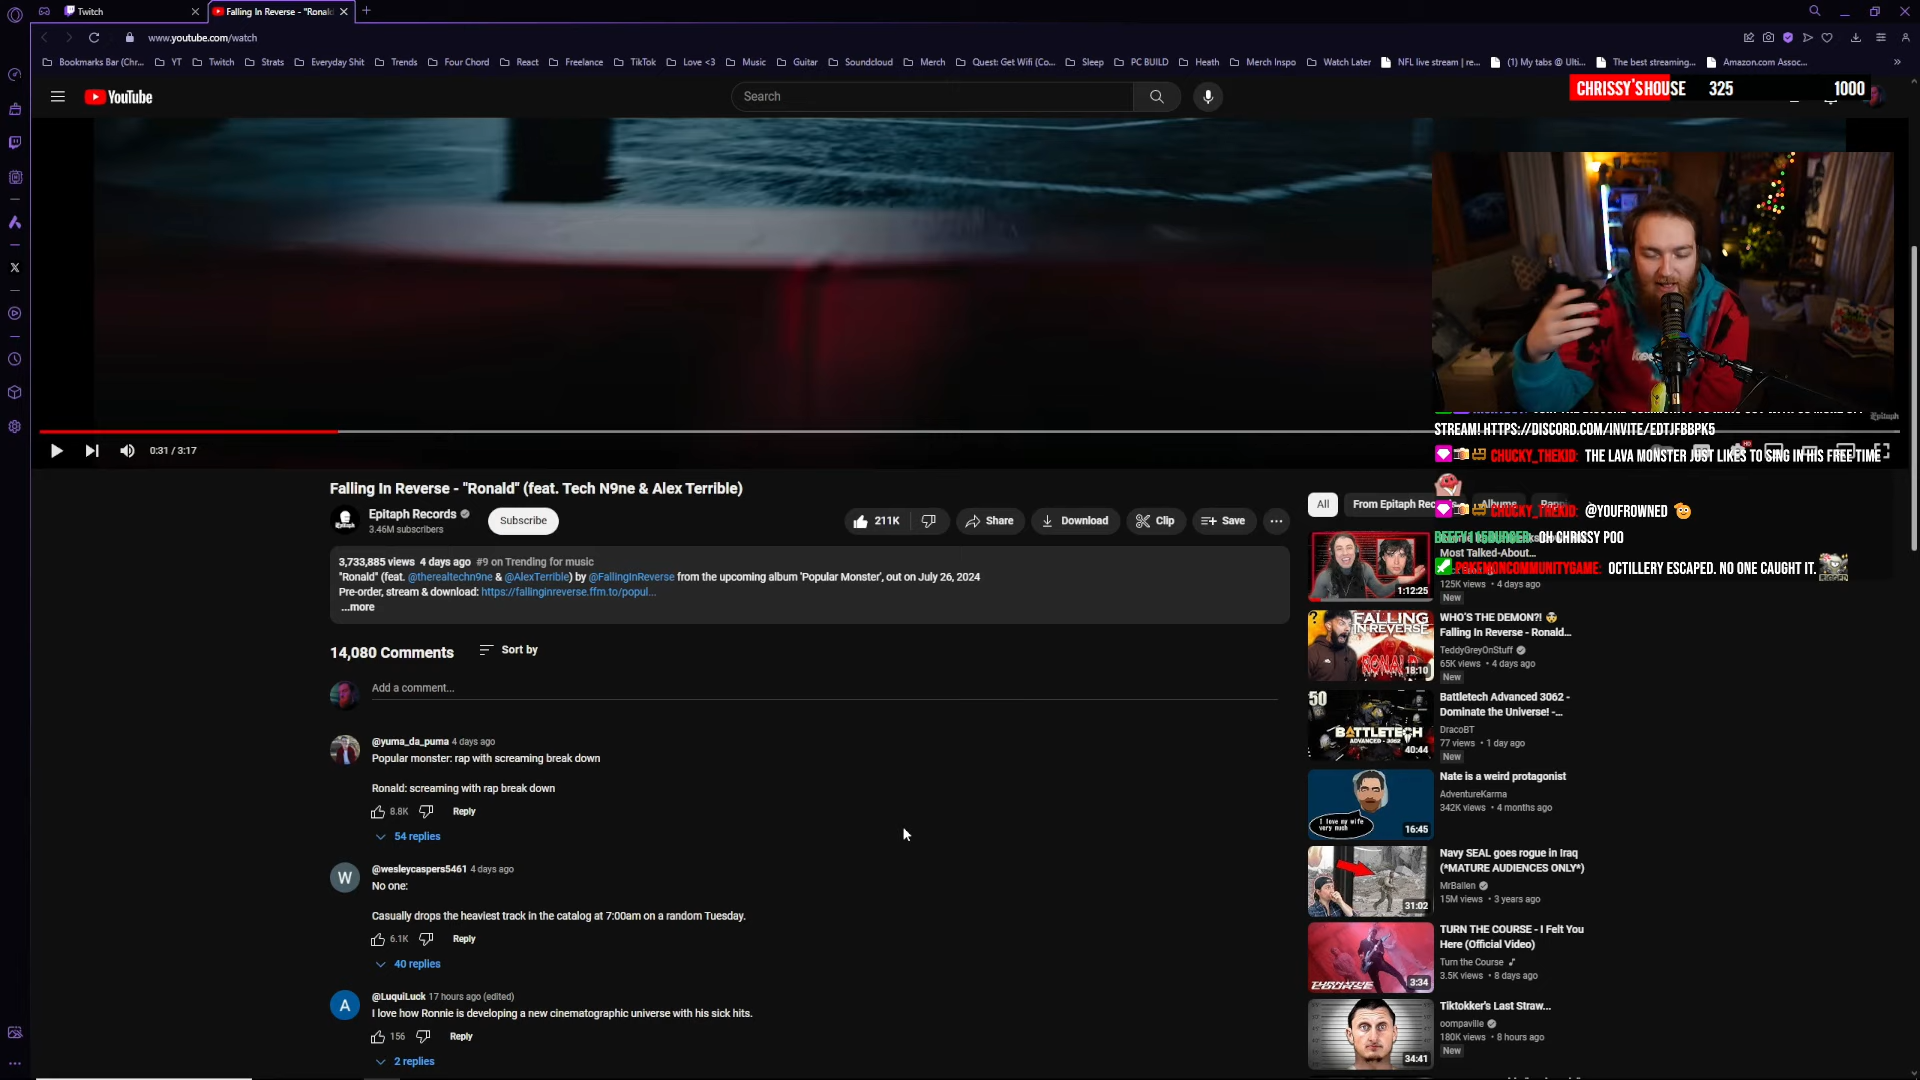 Twitch
Falling In Reverse - "Ronald
www.youtube.com/watch
Bookmarks Bar (Chr...
YT
Twitch
Strats
Everyday Shit
Trends
Four Chord
React
Freelance
TikTok
Love <3
Music
Guitar
Soundcloud
Merch
Quest: Get Wifi (Co...
Sleep
PC BUILD
Heath
Merch Inspo
Watch Later
NFL live stream | re...
(1) My tabs @ Ulti...
The best streaming...
Amazon.com Assoc...
YouTube
Search
CHRISSY'S HOUSE 325 1000
Epitaph
STREAM! HTTPS://DISCORD.COM/INVITE/EDTJFBBPK5
CHUCKY_THEKID: THE LAVA MONSTER JUST LIKES TO SING IN HIS FREE TIME
CHUCKY_THEKID: @YOUFROWNED
OH CHRISSY POO
POKEMONCOMMUNITYGAME: OCTILLERY ESCAPED. NO ONE CAUGHT IT.
0:31 / 3:17
Falling In Reverse - "Ronald" (feat. Tech N9ne & Alex Terrible)
Epitaph Records
3.46M subscribers
Subscribe
211K
Share
Download
Clip
Save
3,733,885 views 4 days ago #9 on Trending for music
"Ronald" (feat. @therealtechn9ne & @AlexTerrible) by @FallingInReverse from the upcoming album 'Popular Monster', out on July 26, 2024
Pre-order, stream & download: https://fallinginreverse.ffm.to/popul...
...more
14,080 Comments
Sort by
Add a comment...
@yuma_da_puma 4 days ago
Popular monster: rap with screaming break down
Ronald: screaming with rap break down
8.8K
Reply
54 replies
W
@wesleycaspers5461 4 days ago
No one:
Casually drops the heaviest track in the catalog at 7:00am on a random Tuesday.
6.1K
Reply
40 replies
A
@LuquiLuck 17 hours ago (edited)
I love how Ronnie is developing a new cinematographic universe with his sick hits.
156
Reply
2 replies
All
From Epitaph Rec
Albums
Most Talked-About...
125K views • 4 days ago
New
1:12:25
FALLING
IN REVERSE
RONALD
18:10
WHO'S THE DEMON?!
Falling In Reverse - Ronald...
TeddyGreyOnStuff
65K views • 4 days ago
New
50
BATTLETECH
ADVANCED - 3062
40:44
Battletech Advanced 3062 -
Dominate the Universe! -...
DracoBT
77 views • 1 day ago
New
I love my wife
very much
16:45
Nate is a weird protagonist
AdventureKarma
342K views • 4 months ago
31:02
Navy SEAL goes rogue in Iraq
(*MATURE AUDIENCES ONLY*)
MrBallen
15M views • 3 years ago
TURN THE COURSE
3:34
TURN THE COURSE - I Felt You
Here (Official Video)
Turn the Course
3.5K views • 8 days ago
34:41
Tiktokker's Last Straw...
oompaville
180K views • 8 hours ago
New